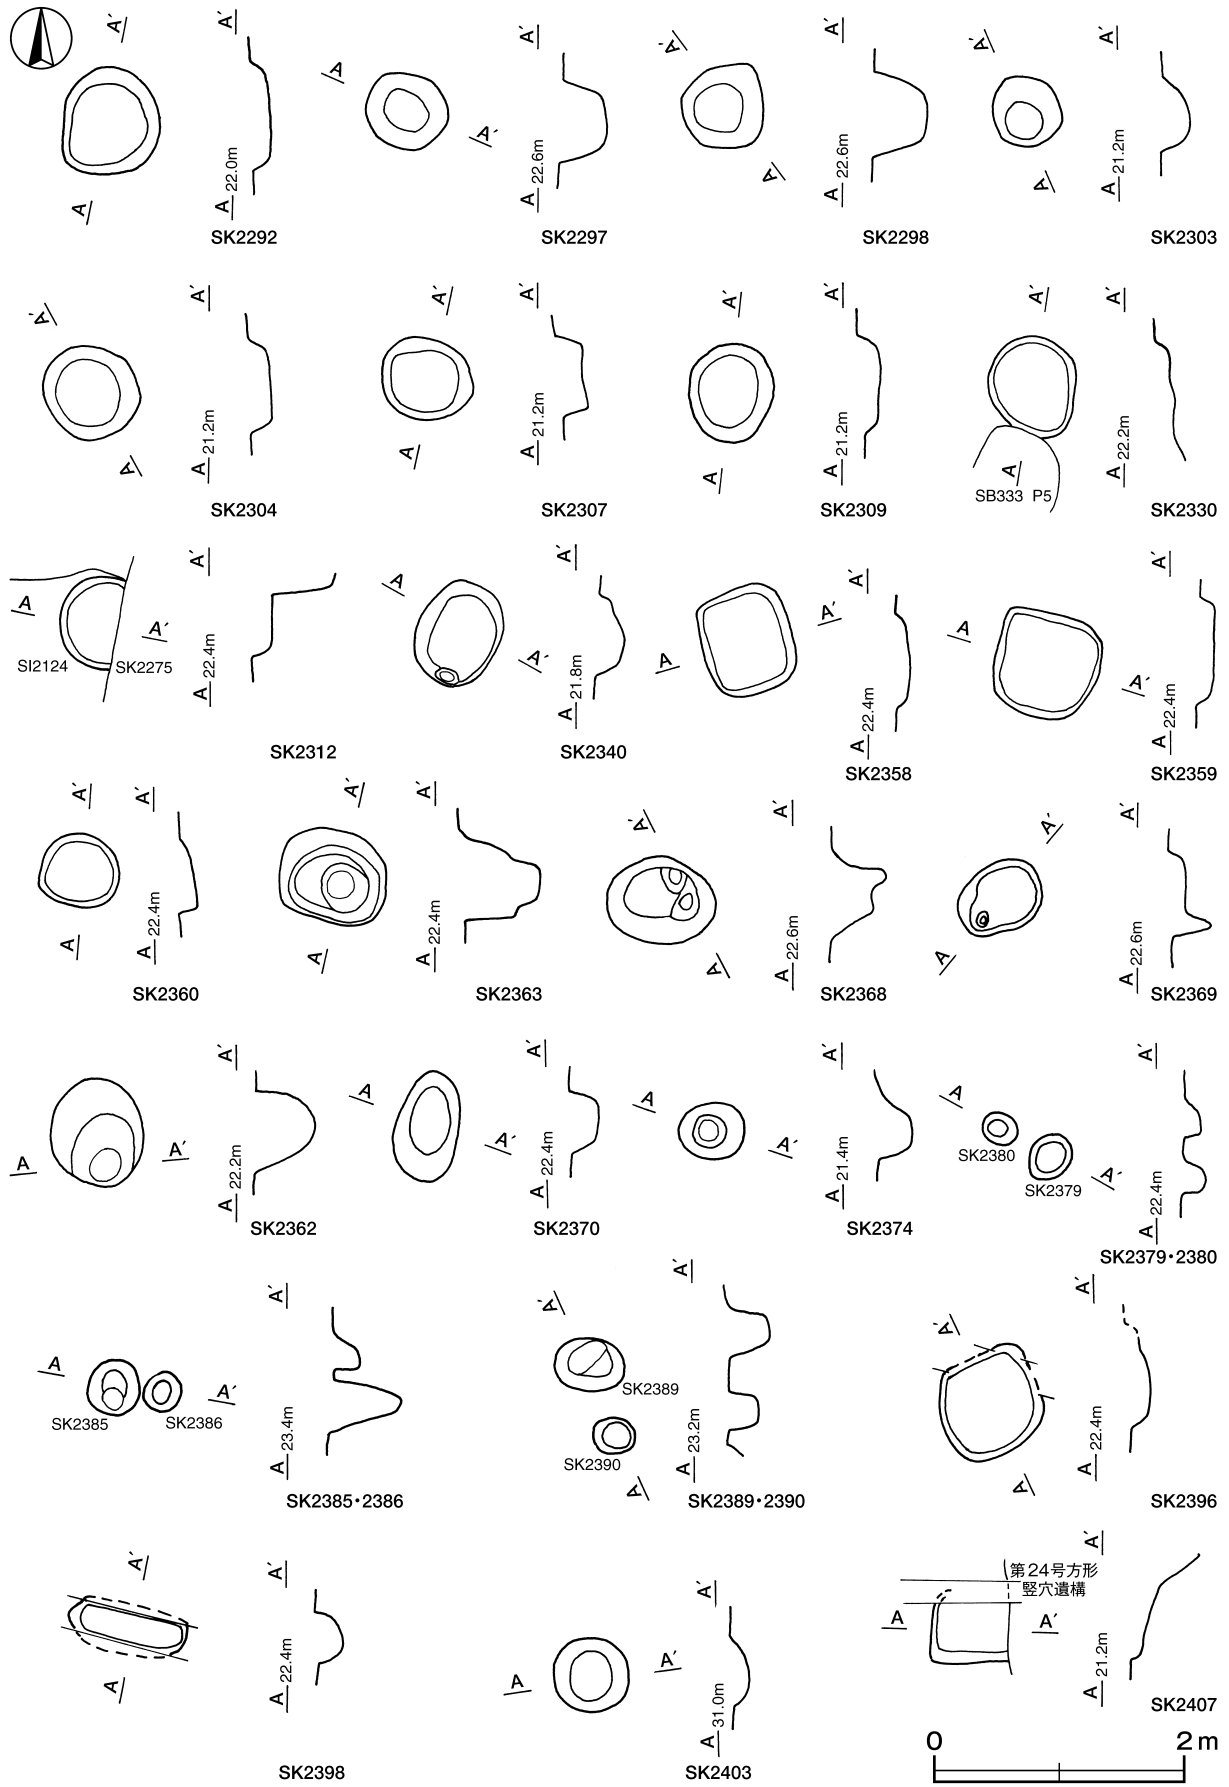 A A' A A' 22.0m
SK2292
A A' A A' 22.6m
SK2297
A A' A A' 22.6m
SK2298
A A' A A' 21.2m
SK2303
A A' A A' 21.2m
SK2304
A A' A A' 21.2m
SK2307
A A' A A' 21.2m
SK2309
A A' A A' 22.2m
SB333 P5
SK2330
A A' A A' 22.4m
SI2124
SK2275
SK2312
A A' A A' 21.8m
SK2340
A A' A A' 22.4m
SK2358
A A' A A' 22.4m
SK2359
A A' A A' 22.4m
SK2360
A A' A A' 22.4m
SK2363
A A' A A' 22.6m
SK2368
A A' A A' 22.6m
SK2369
A A' A A' 22.2m
SK2362
A A' A A' 22.4m
SK2370
A A' A A' 21.4m
SK2374
A A' A A' 22.4m
SK2380
SK2379
SK2379・2380
A A' A A' 23.4m
SK2385
SK2386
SK2385・2386
A A' A A' 23.2m
SK2389
SK2390
SK2389・2390
A A' A A' 22.4m
SK2396
A A' A A' 22.4m
SK2398
A A' A A' 31.0m
SK2403
第24号方形
竪穴遺構
A A' A A' 21.2m
SK2407
0 2m